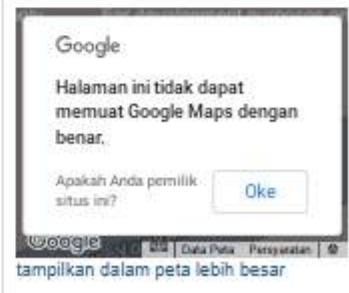 Google
Halaman ini tidak dapat
memuat Google Maps dengan
benar.
Apakah Anda pemilik
situs ini?
Oke
Google
Data Peta
Persyaratan
tampilkan dalam peta lebih besar